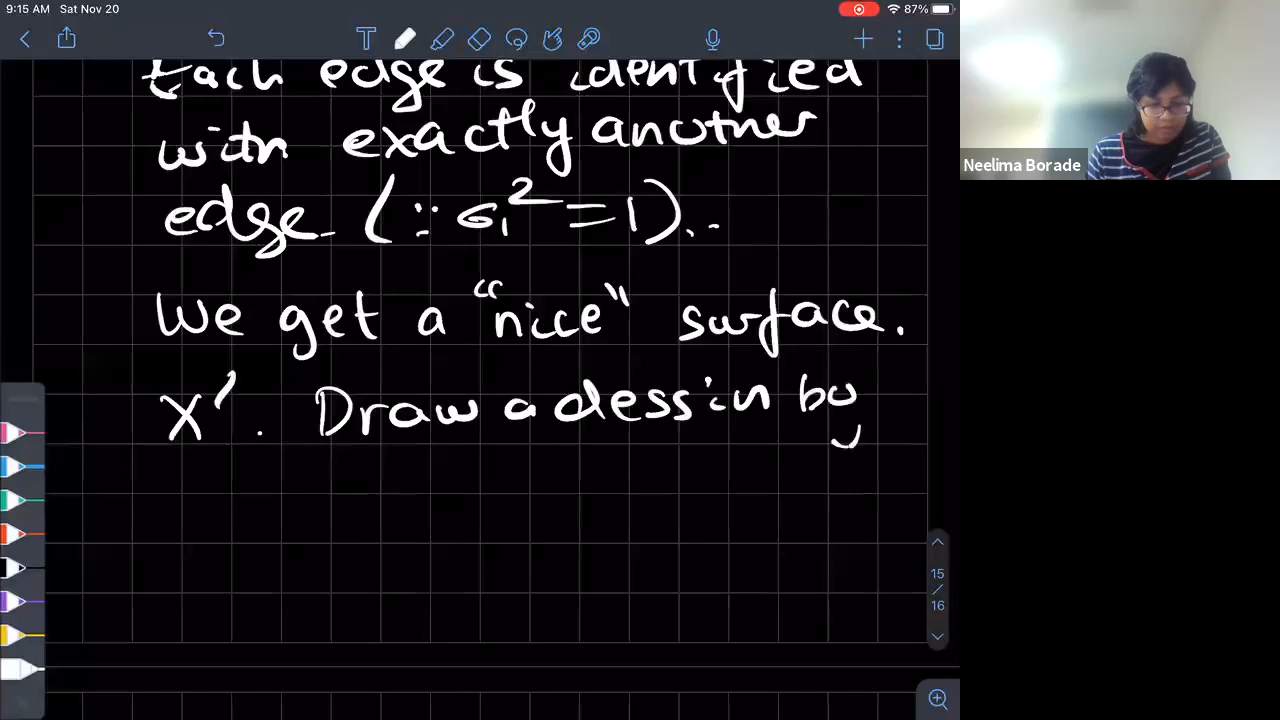 9:15 AM Sat Nov 20
87%
Each edge is identified
with exactly another
edge. (∵ σ₁² = 1)..
We get a "nice" surface.
X'. Draw a dessin by
15
/
16
Neelima Borade